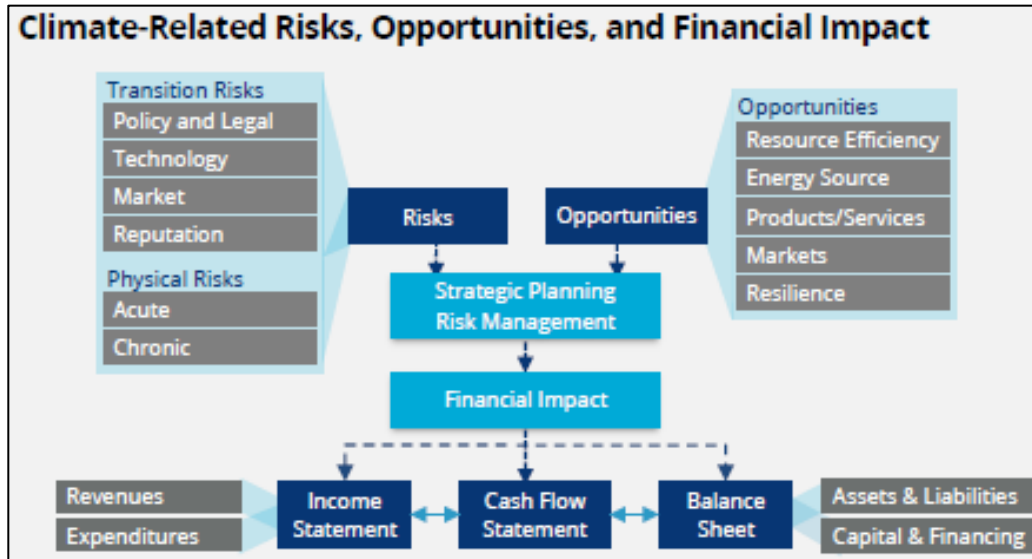 Climate-Related Risks, Opportunities, and Financial Impact
Transition Risks
Policy and Legal
Technology
Market
Reputation
Physical Risks
Acute
Chronic
Risks
Opportunities
Opportunities
Resource Efficiency
Energy Source
Products/Services
Markets
Resilience
Strategic Planning
Risk Management
Financial Impact
Revenues
Expenditures
Income
Statement
Cash Flow
Statement
Balance
Sheet
Assets & Liabilities
Capital & Financing